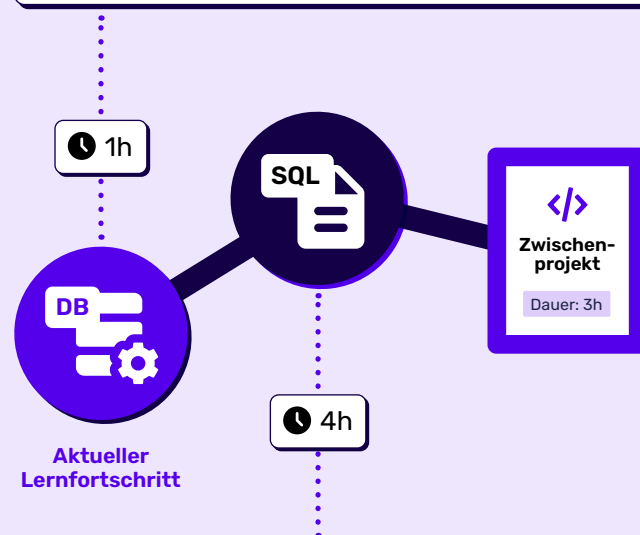 1h
SQL
Zwischen-
projekt
Dauer: 3h
DB
4h
Aktueller
Lernfortschritt